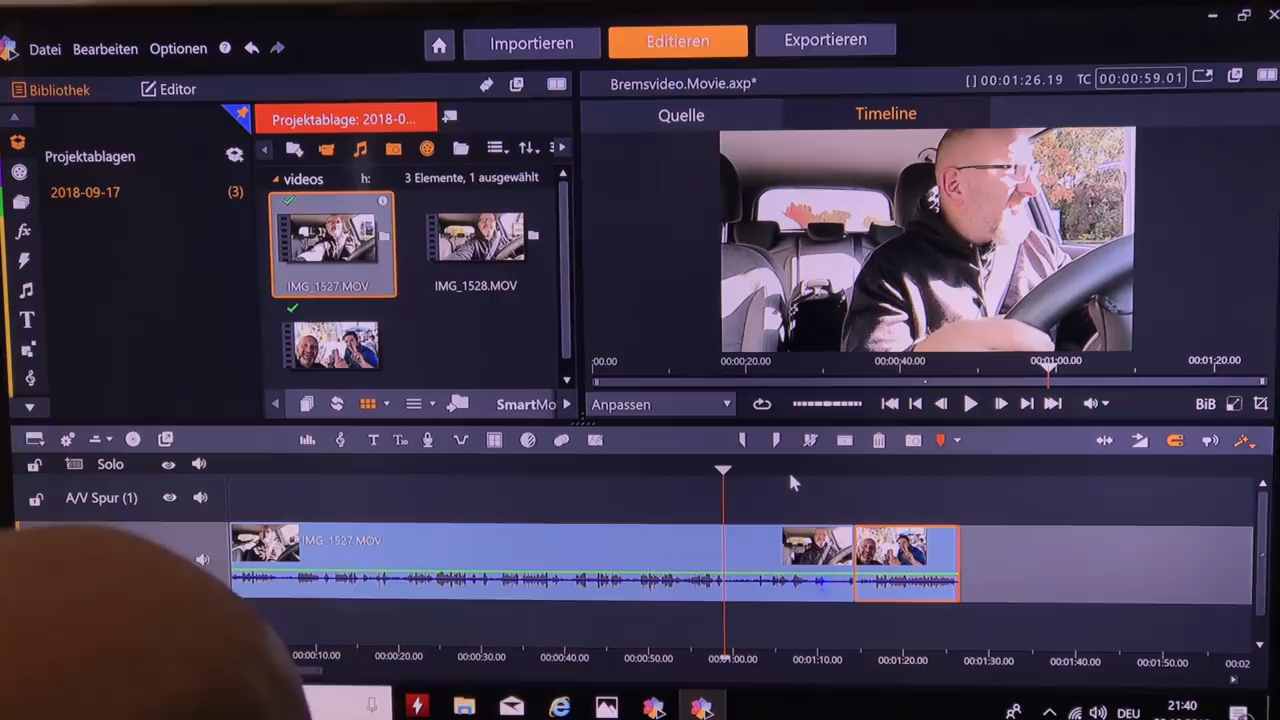 Datei Bearbeiten Optionen
Importieren Editieren Exportieren
Bibliothek Editor
Bremsvideo.Movie.axp*
[] 00:01:26.19 TC 00:00:59.01
Projektablage: 2018-0...
Quelle Timeline
Projektablagen
2018-09-17 (3)
videos h: 3 Elemente, 1 ausgewählt
IMG_1527.MOV IMG_1528.MOV
:00.00 00:00:20.00 00:00:40.00 00:01:00.00 00:01:20.00
SmartMo
Anpassen
BiB
Solo
A/V Spur (1)
IMG_1527.MOV
00:00:10.00 00:00:20.00 00:00:30.00 00:00:40.00 00:00:50.00 00:01:00.00 00:01:10.00 00:01:20.00 00:01:30.00 00:01:40.00 00:01:50.00 00:02
DEU
21:40